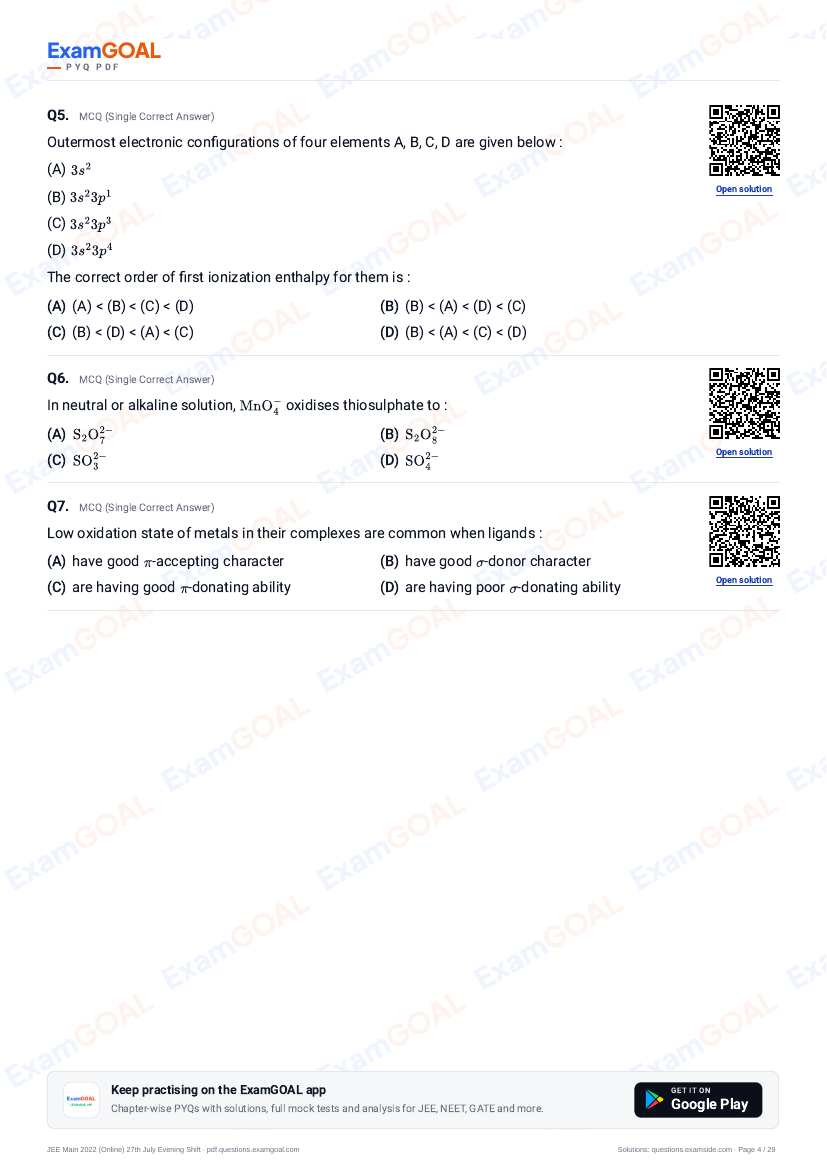 ExamGOAL
PYQ PDF
Q5. MCQ (Single Correct Answer)
Outermost electronic configurations of four elements A, B, C, D are given below :
(A) 3s²
(B) 3s²3p¹
(C) 3s²3p³
(D) 3s²3p⁴
The correct order of first ionization enthalpy for them is :
(A) (A) < (B) < (C) < (D)
(B) (B) < (A) < (D) < (C)
(C) (B) < (D) < (A) < (C)
(D) (B) < (A) < (C) < (D)
Open solution
Q6. MCQ (Single Correct Answer)
In neutral or alkaline solution, MnO₄⁻ oxidises thiosulphate to :
(A) S₂O₇²⁻
(B) S₂O₈²⁻
(C) SO₃²⁻
(D) SO₄²⁻
Open solution
Q7. MCQ (Single Correct Answer)
Low oxidation state of metals in their complexes are common when ligands :
(A) have good π-accepting character
(B) have good σ-donor character
(C) are having good π-donating ability
(D) are having poor σ-donating ability
Open solution
ExamGOAL
Keep practising on the ExamGOAL app
Chapter-wise PYQs with solutions, full mock tests and analysis for JEE, NEET, GATE and more.
GET IT ON
Google Play
JEE Main 2022 (Online) 27th July Evening Shift · pdf.questions.examgoal.com
Solutions: questions.examside.com · Page 4 / 29